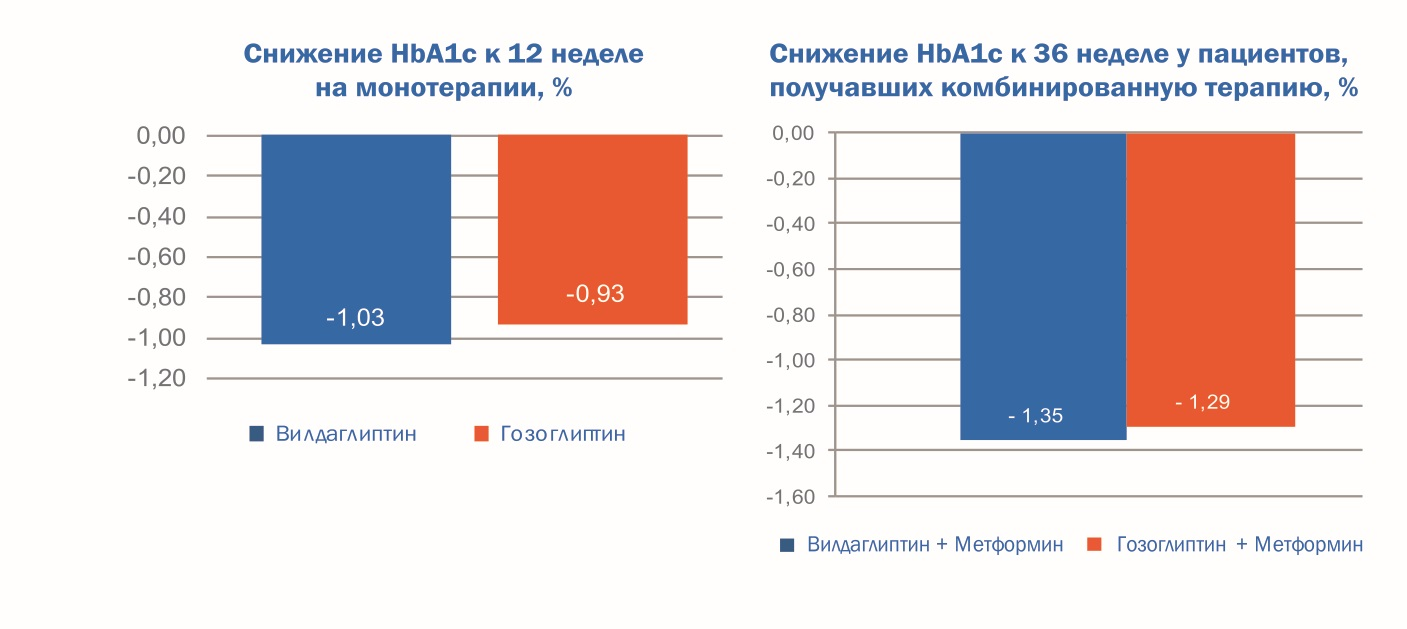 Снижение HbA1c к 12 неделе
на монотерапии, %
0,00
-0,20
-0,40
-0,60
-0,80
-1,00
-1,20
-1,03
-0,93
Вилдаглиптин
Гозоглиптин
Снижение HbA1c к 36 неделе у пациентов,
получавших комбинированную терапию, %
0,00
-0,20
-0,40
-0,60
-0,80
-1,00
-1,20
-1,40
-1,60
- 1,35
- 1,29
Вилдаглиптин + Метформин
Гозоглиптин + Метформин